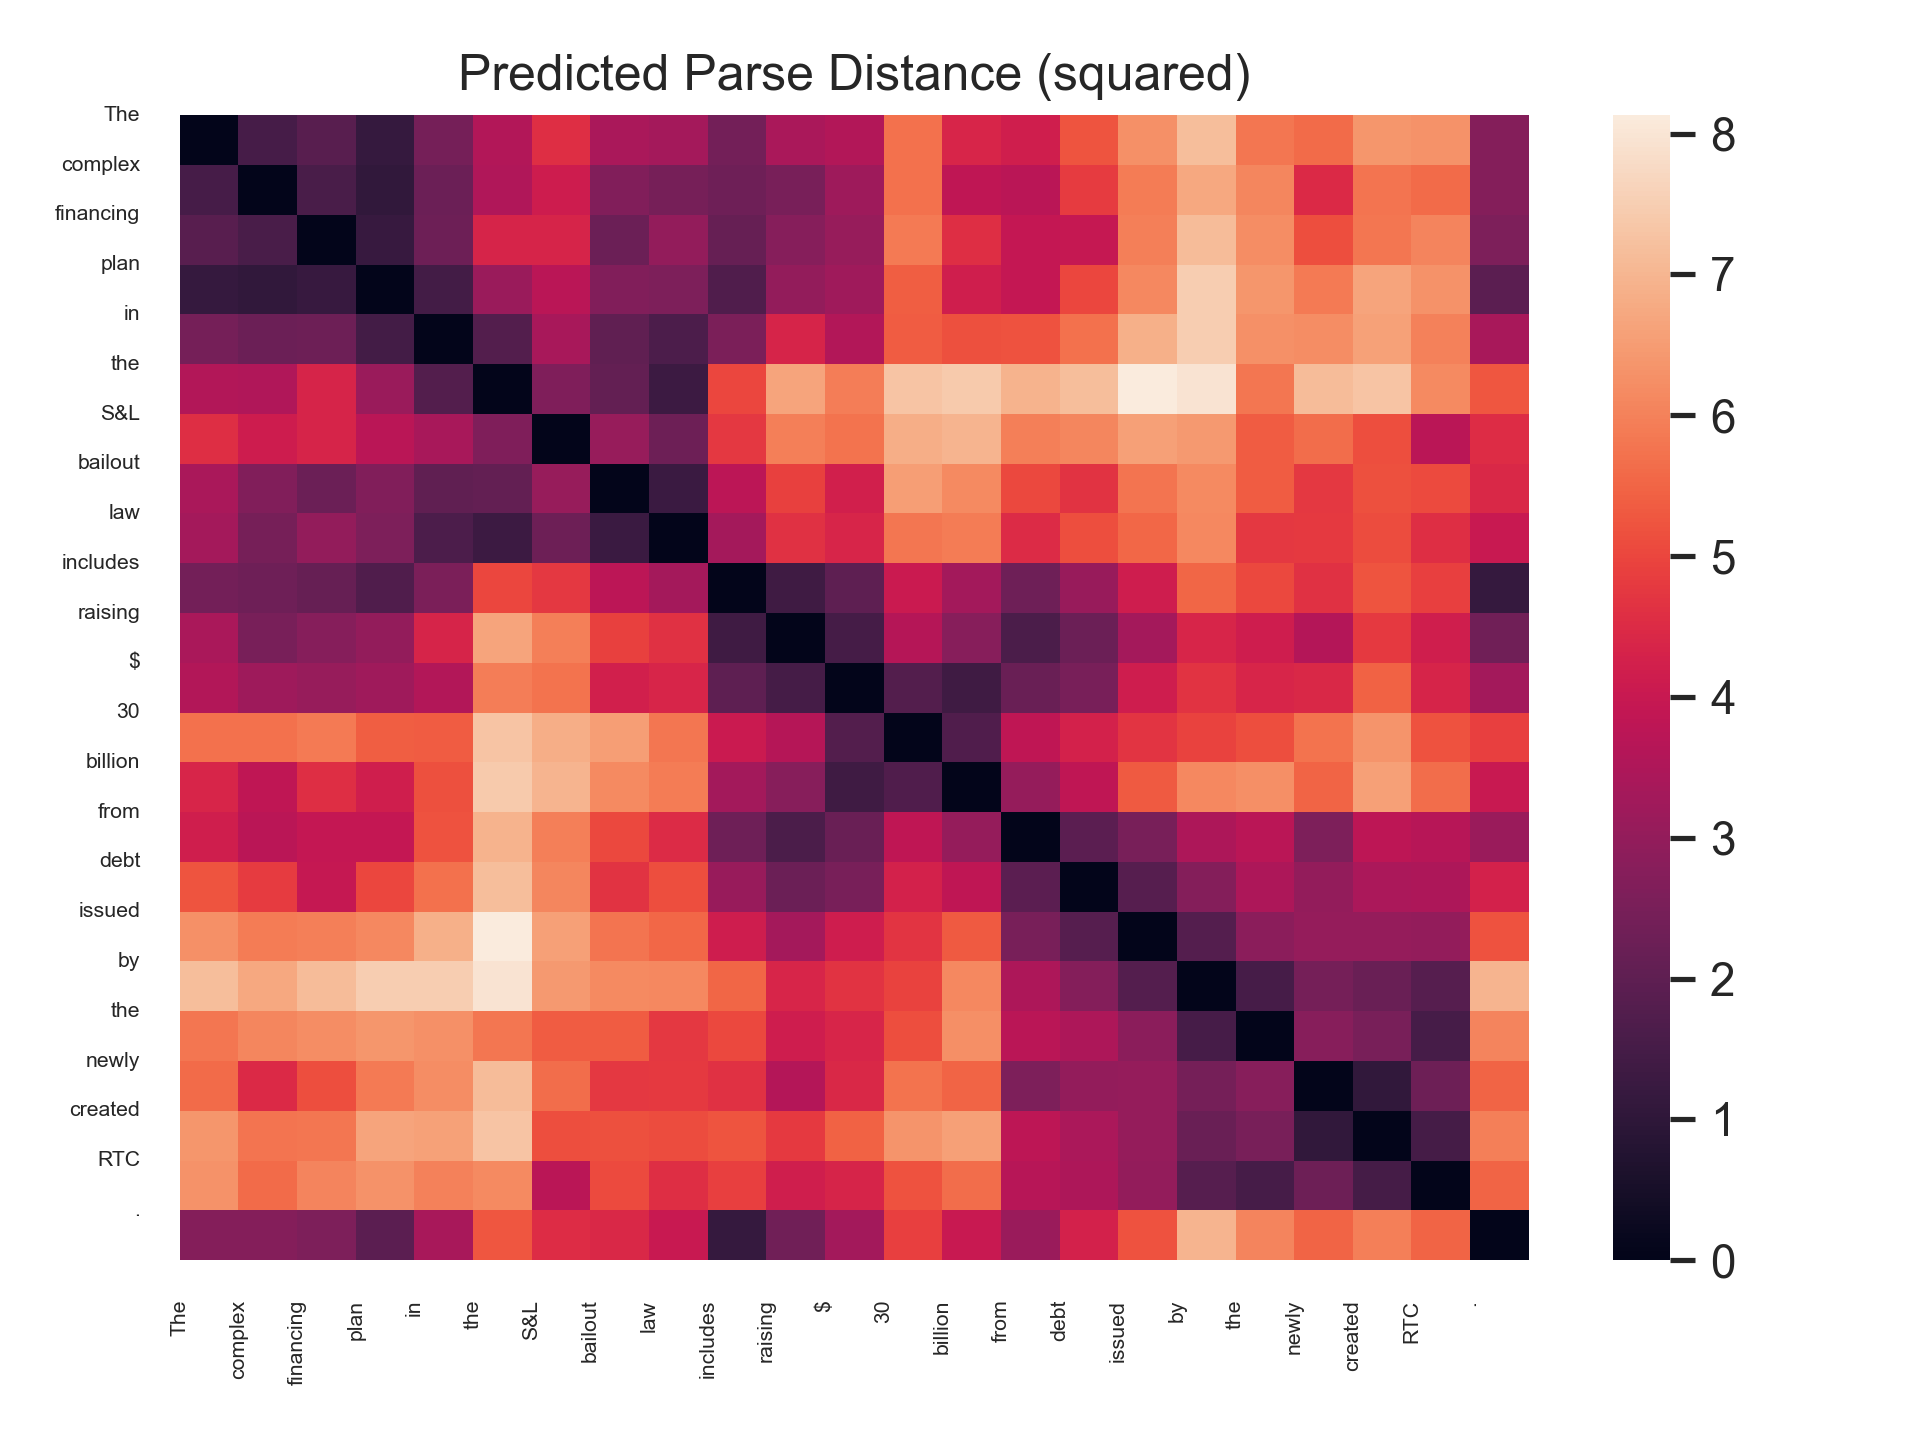 Predicted Parse Distance (squared)
The
complex
financing
plan
in
the
S&L
bailout
law
includes
raising
$
30
billion
from
debt
issued
by
the
newly
created
RTC
.
The
complex
financing
plan
in
the
S&L
bailout
law
includes
raising
$
30
billion
from
debt
issued
by
the
newly
created
RTC
.
8
7
6
5
4
3
2
1
0